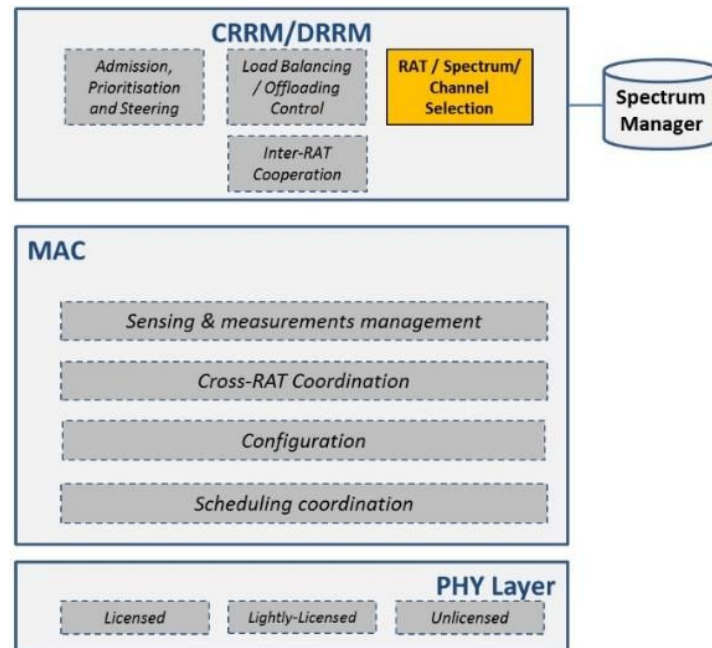 CRRM/DRRM
Admission,
Prioritisation
and Steering
Load Balancing
/ Offloading
Control
RAT / Spectrum/
Channel
Selection
Inter-RAT
Cooperation
Spectrum
Manager
MAC
Sensing & measurements management
Cross-RAT Coordination
Configuration
Scheduling coordination
PHY Layer
Licensed
Lightly-Licensed
Unlicensed